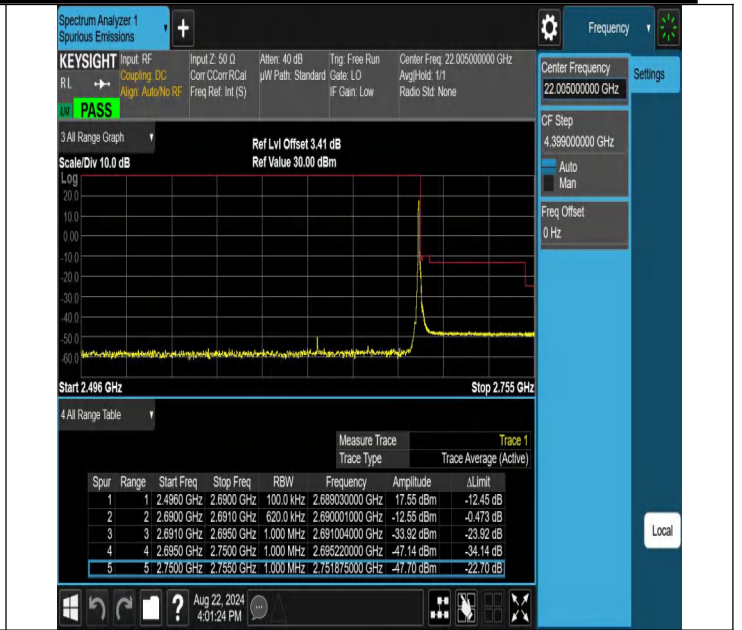 Spectrum Analyzer 1
Spurious Emissions
+
Frequency
KEYSIGHT Input: RF Input Z: 50 Ω Atten: 40 dB Trig: Free Run Center Freq: 22.005000000 GHz
RL Coupling: DC Corr CCorr RCal µW Path: Standard Gate: LO Avg|Hold: 1/1
Align: Auto/No RF Freq Ref: Int (S) IF Gain: Low Radio Std: None
PASS
Center Frequency
22.005000000 GHz
Settings
CF Step
4.399000000 GHz
Auto
Man
Freq Offset
0 Hz
3 All Range Graph
Ref Lvl Offset 3.41 dB
Scale/Div 10.0 dB Ref Value 30.00 dBm
Log
20.0
10.0
0.00
-10.0
-20.0
-30.0
-40.0
-50.0
-60.0
Start 2.496 GHz Stop 2.755 GHz
4 All Range Table
Measure Trace Trace 1
Trace Type Trace Average (Active)
Spur Range Start Freq Stop Freq RBW Frequency Amplitude ΔLimit
1 1 2.4960 GHz 2.6900 GHz 100.0 kHz 2.689030000 GHz 17.55 dBm -12.45 dB
2 2 2.6900 GHz 2.6910 GHz 620.0 kHz 2.690001000 GHz -12.55 dBm -0.473 dB
3 3 2.6910 GHz 2.6950 GHz 1.000 MHz 2.691004000 GHz -33.92 dBm -23.92 dB
4 4 2.6950 GHz 2.7500 GHz 1.000 MHz 2.695220000 GHz -47.14 dBm -34.14 dB
5 5 2.7500 GHz 2.7550 GHz 1.000 MHz 2.751875000 GHz -47.70 dBm -22.70 dB
Local
? Aug 22, 2024
4:01:24 PM